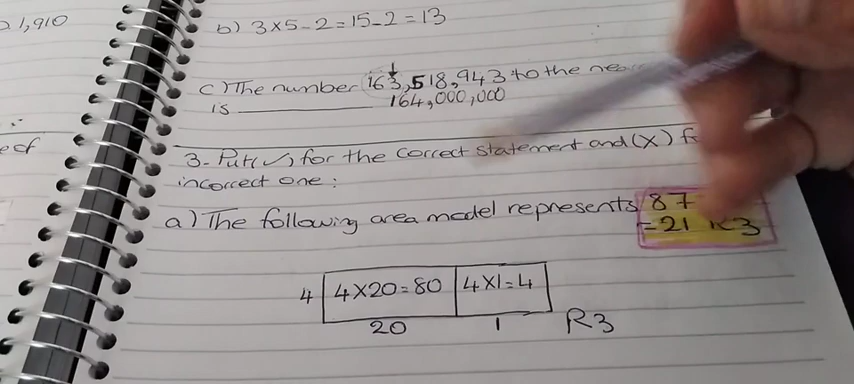 1,910
b) 3×5-2=15-2=13
c) The number 163,518,943 to the
1
is ________ 164,000,000
3- Put (✓) for the correct statement and (X)
incorrect one:
a) The following area model represents 87
=21 R3
4 4×20=80 4×1=4
20 1 R3